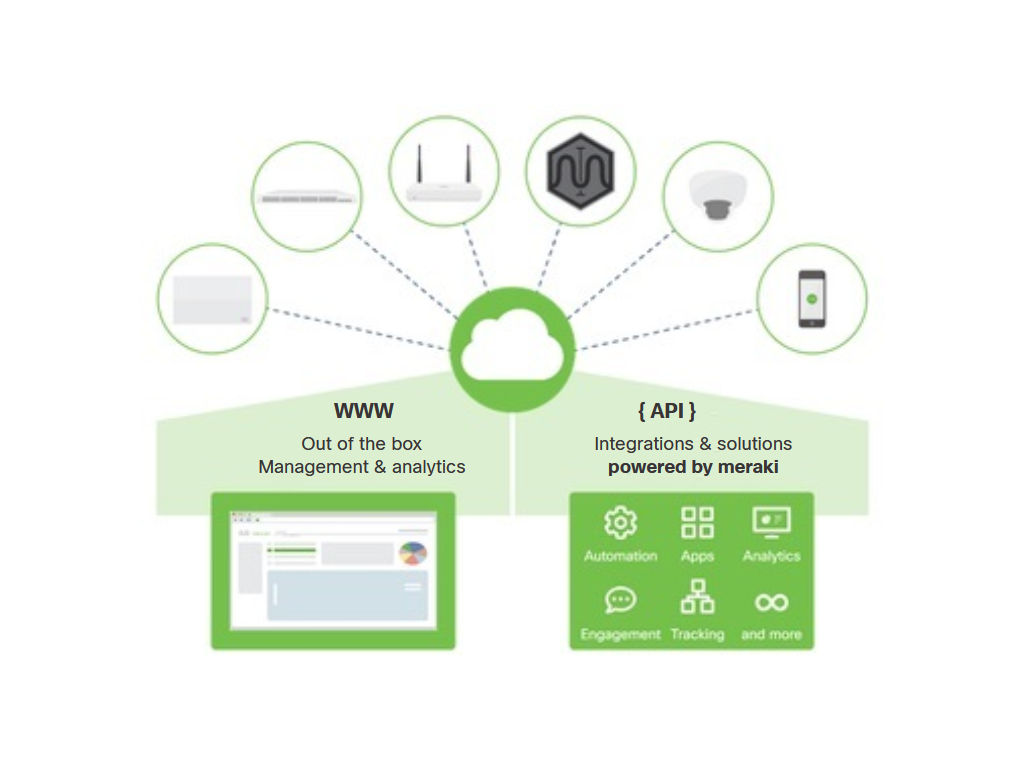 WWW
Out of the box
Management & analytics
{ API }
Integrations & solutions
powered by meraki
Automation
Apps
Analytics
Engagement
Tracking
and more